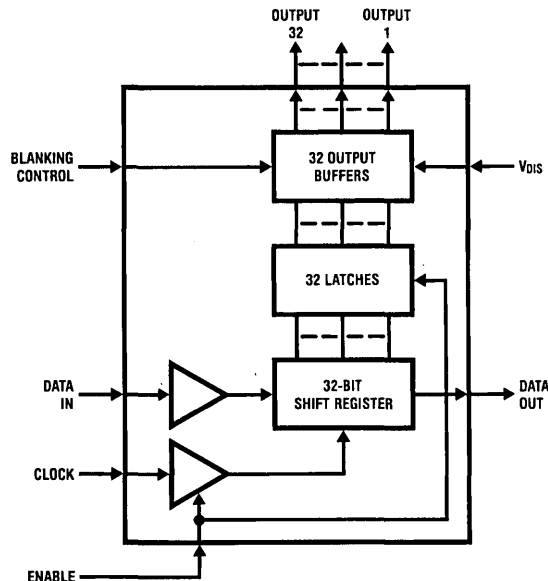 OUTPUT
32
OUTPUT
1
BLANKING
CONTROL
32 OUTPUT
BUFFERS
VDIS
32 LATCHES
DATA
IN
32-BIT
SHIFT REGISTER
DATA
OUT
CLOCK
ENABLE